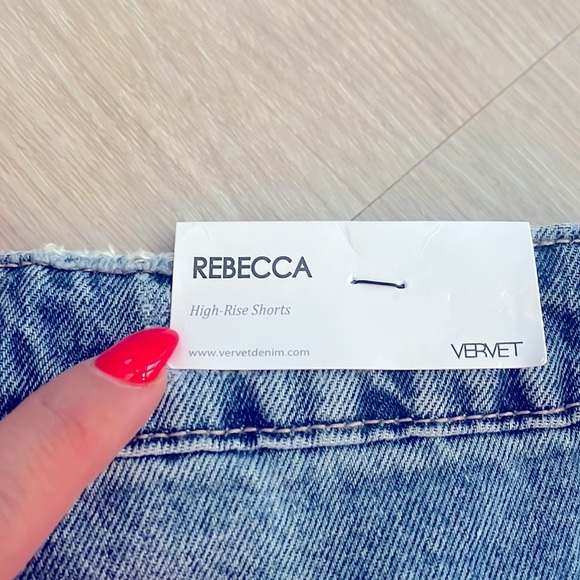 REBECCA
High-Rise Shorts
www.vervetdenim.com
VERVET